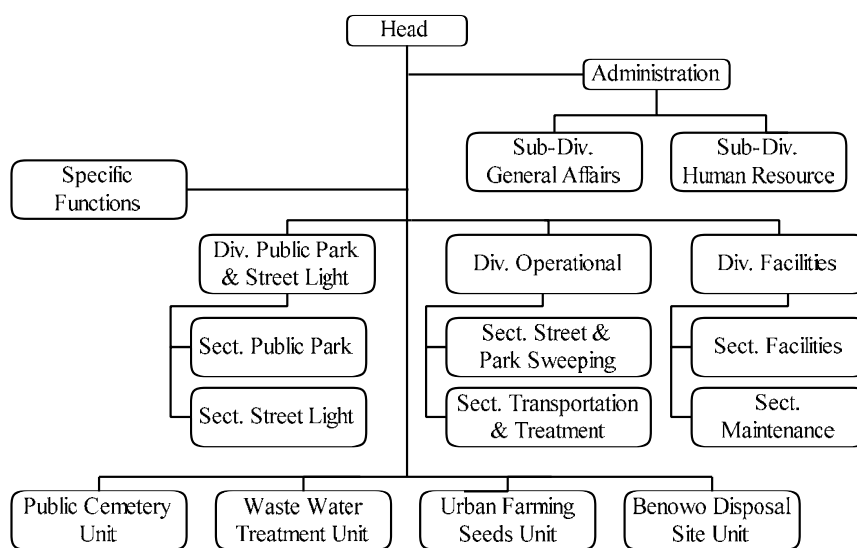 Head
Administration
Sub-Div.
General Affairs
Sub-Div.
Human Resource
Specific
Functions
Div. Public Park
& Street Light
Div. Operational
Div. Facilities
Sect. Public Park
Sect. Street &
Park Sweeping
Sect. Facilities
Sect. Street Light
Sect. Transportation
& Treatment
Sect.
Maintenance
Public Cemetery
Unit
Waste Water
Treatment Unit
Urban Farming
Seeds Unit
Benowo Disposal
Site Unit